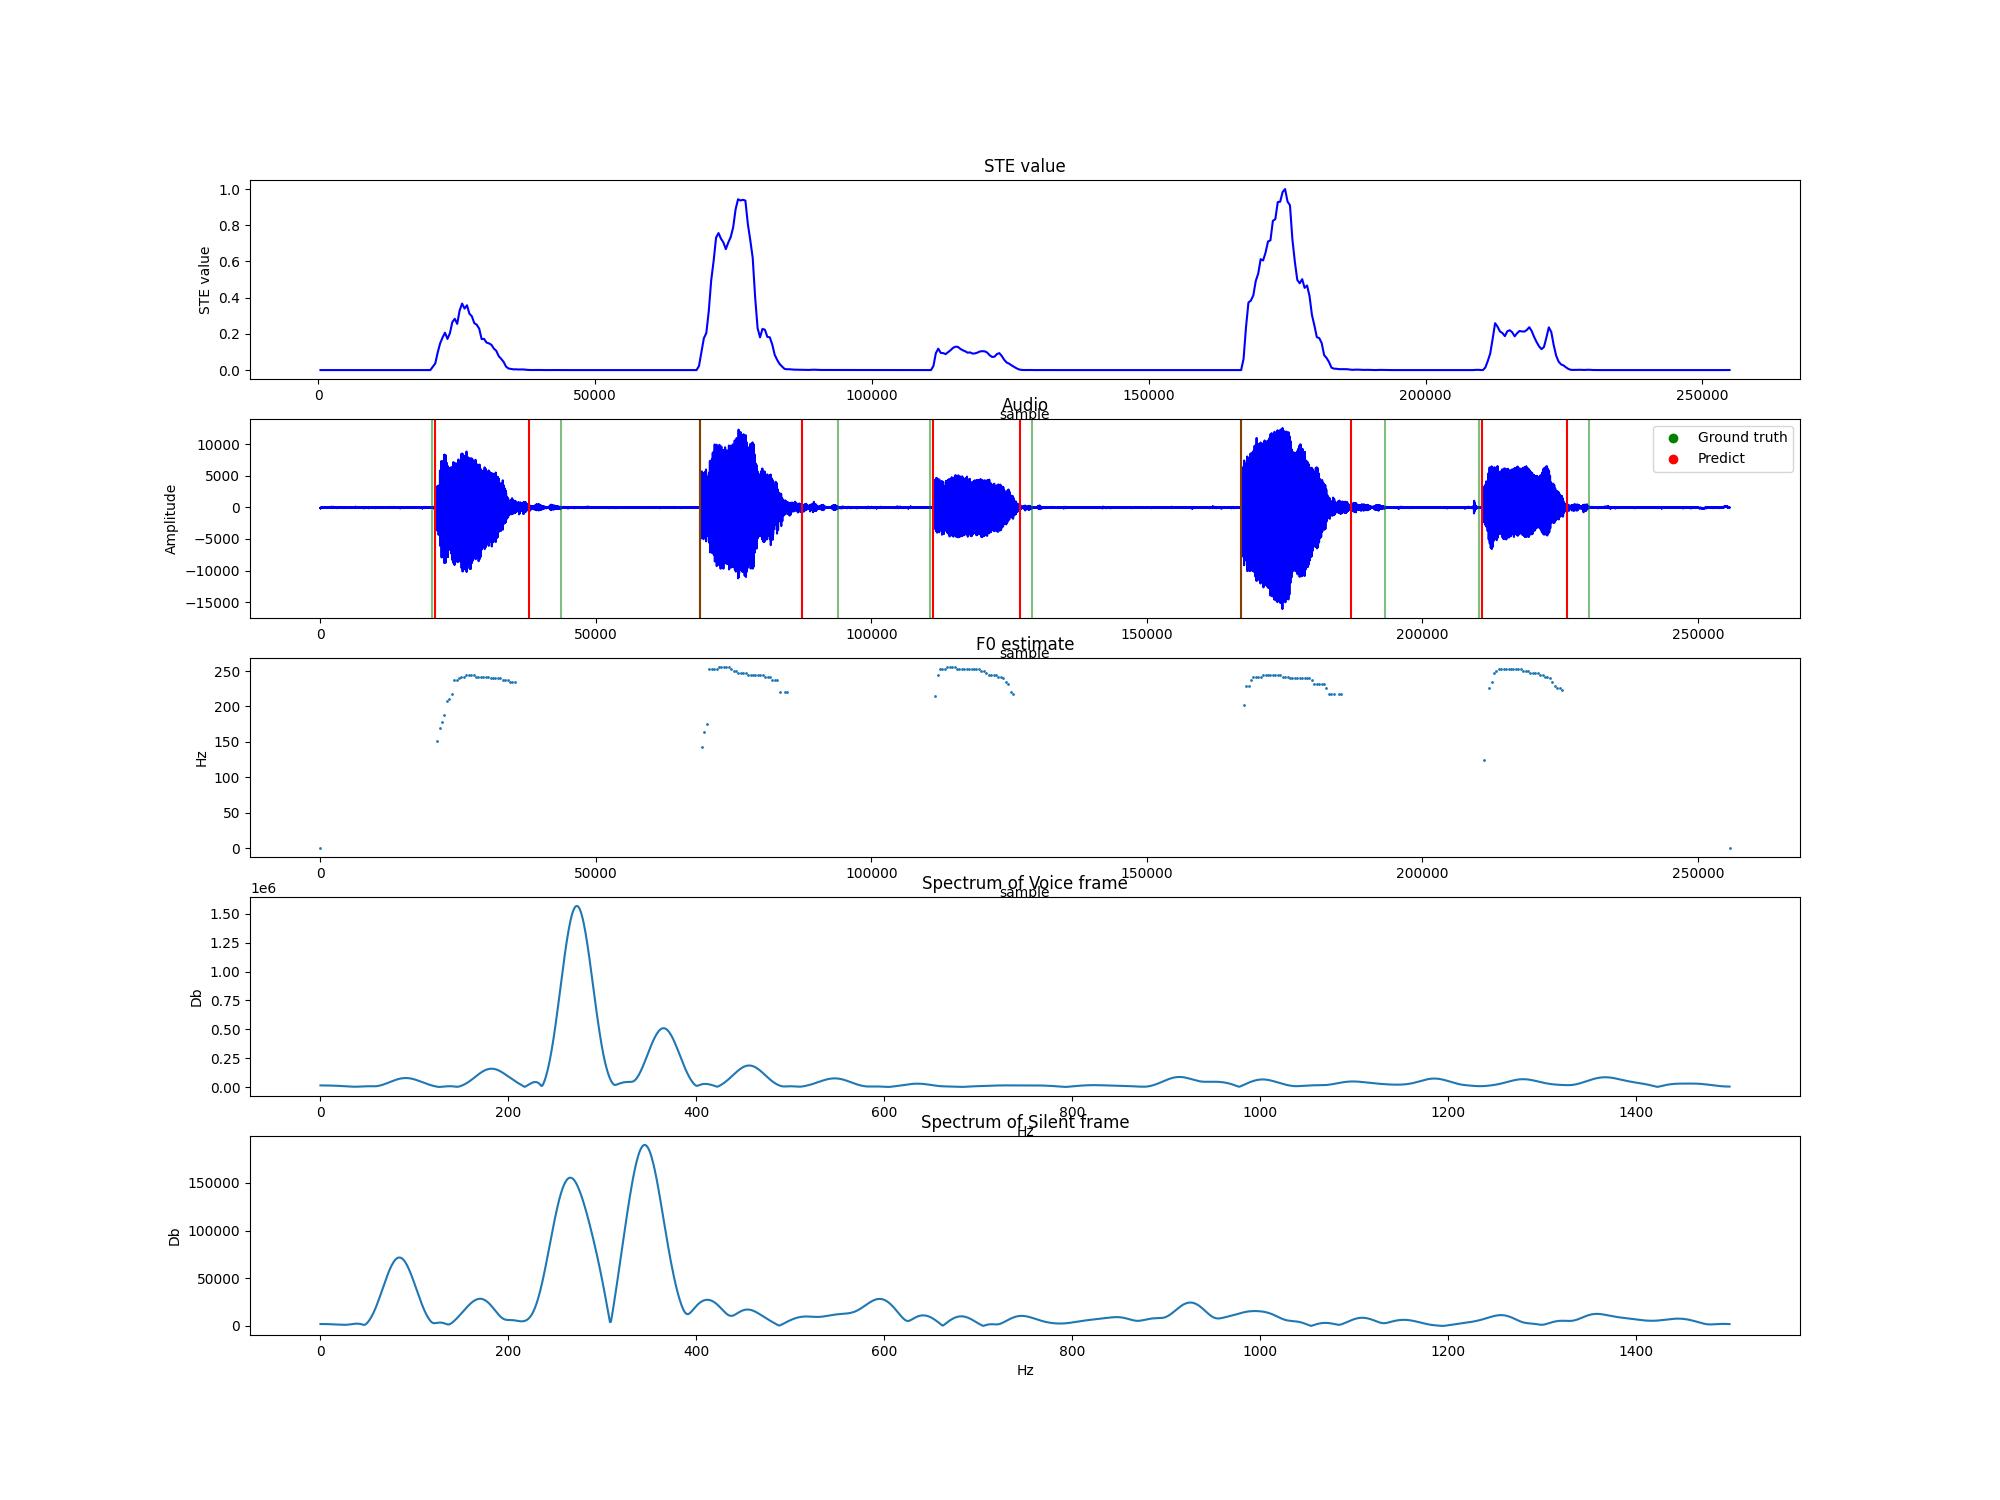 STE value
1.0
0.8
0.6
0.4
0.2
0.0
STE value
0 50000 100000 150000 200000 250000
sample
Audio
10000
5000
0
−5000
−10000
−15000
Amplitude
Ground truth
Predict
0 50000 100000 150000 200000 250000
sample
F0 estimate
250
200
150
100
50
0
Hz
0 50000 100000 150000 200000 250000
sample
Spectrum of Voice frame
1e6
1.50
1.25
1.00
0.75
0.50
0.25
0.00
Db
0 200 400 600 800 1000 1200 1400
Hz
Spectrum of Silent frame
150000
100000
50000
0
Db
0 200 400 600 800 1000 1200 1400
Hz